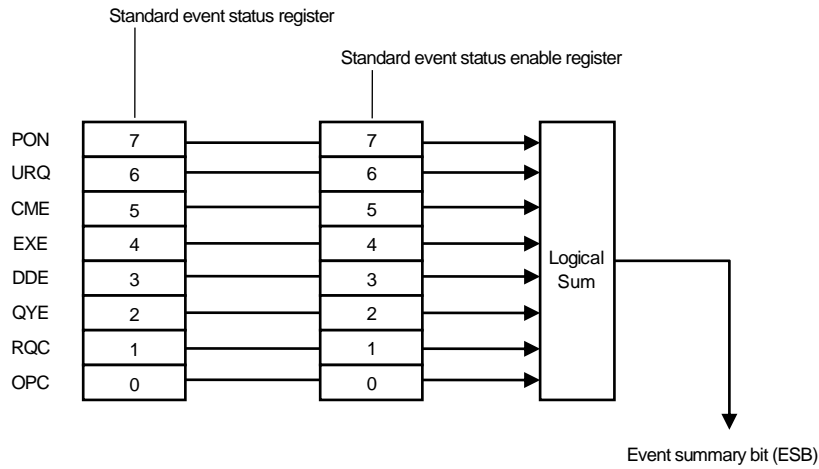 Standard event status register
Standard event status enable register
PON 7 7
URQ 6 6
CME 5 5
EXE 4 4
DDE 3 3
QYE 2 2
RQC 1 1
OPC 0 0
Logical
Sum
Event summary bit (ESB)